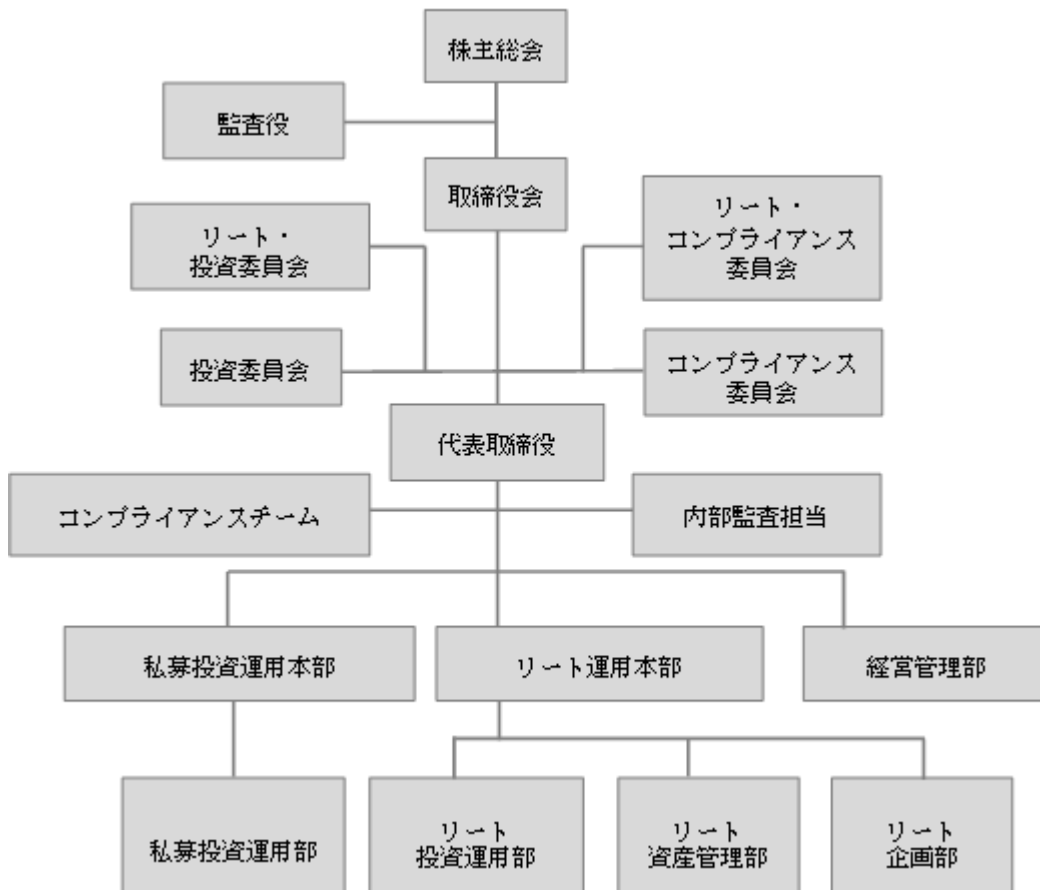 株主総会
監査役
取締役会
リート・
投資委員会
リート・
コンプライアンス
委員会
投資委員会
コンプライアンス
委員会
代表取締役
コンプライアンスチーム
内部監査担当
私募投資運用本部
リート運用本部
経営管理部
私募投資運用部
リート
投資運用部
リート
資産管理部
リート
企画部